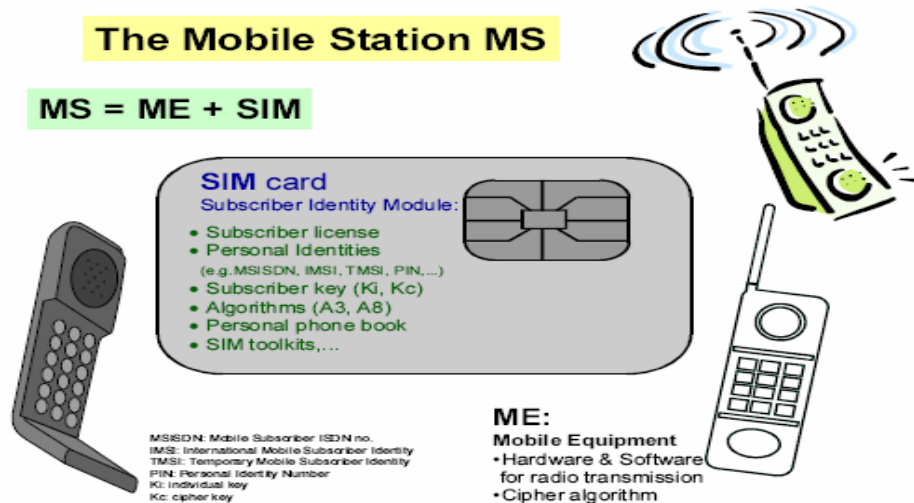 The Mobile Station MS
MS = ME + SIM
SIM card
Subscriber Identity Module:
• Subscriber license
• Personal Identities
(e.g.MSISDN, IMSI, TMSI, PIN,...)
• Subscriber key (Ki, Kc)
• Algorithms (A3, A8)
• Personal phone book
• SIM toolkits,...
MSISDN: Mobile Subscriber ISDN no.
IMSI: International Mobile Subscriber Identity
TMSI: Temporary Mobile Subscriber Identity
PIN: Personal Identity Number
Ki: individual key
Kc: cipher key
ME:
Mobile Equipment
•Hardware & Software
for radio transmission
•Cipher algorithm